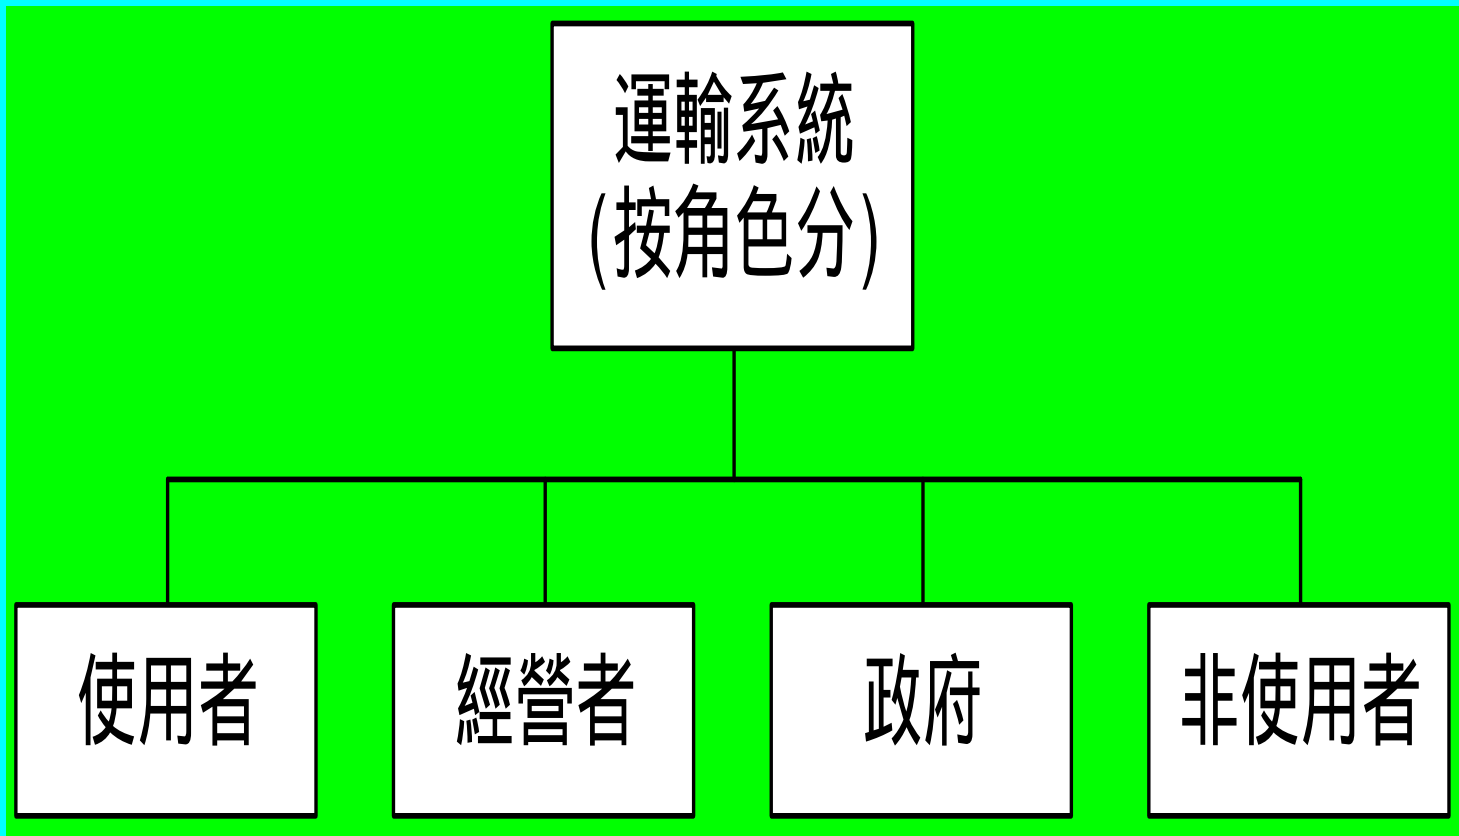 運輸系統
(按角色分)
使用者
經營者
政府
非使用者